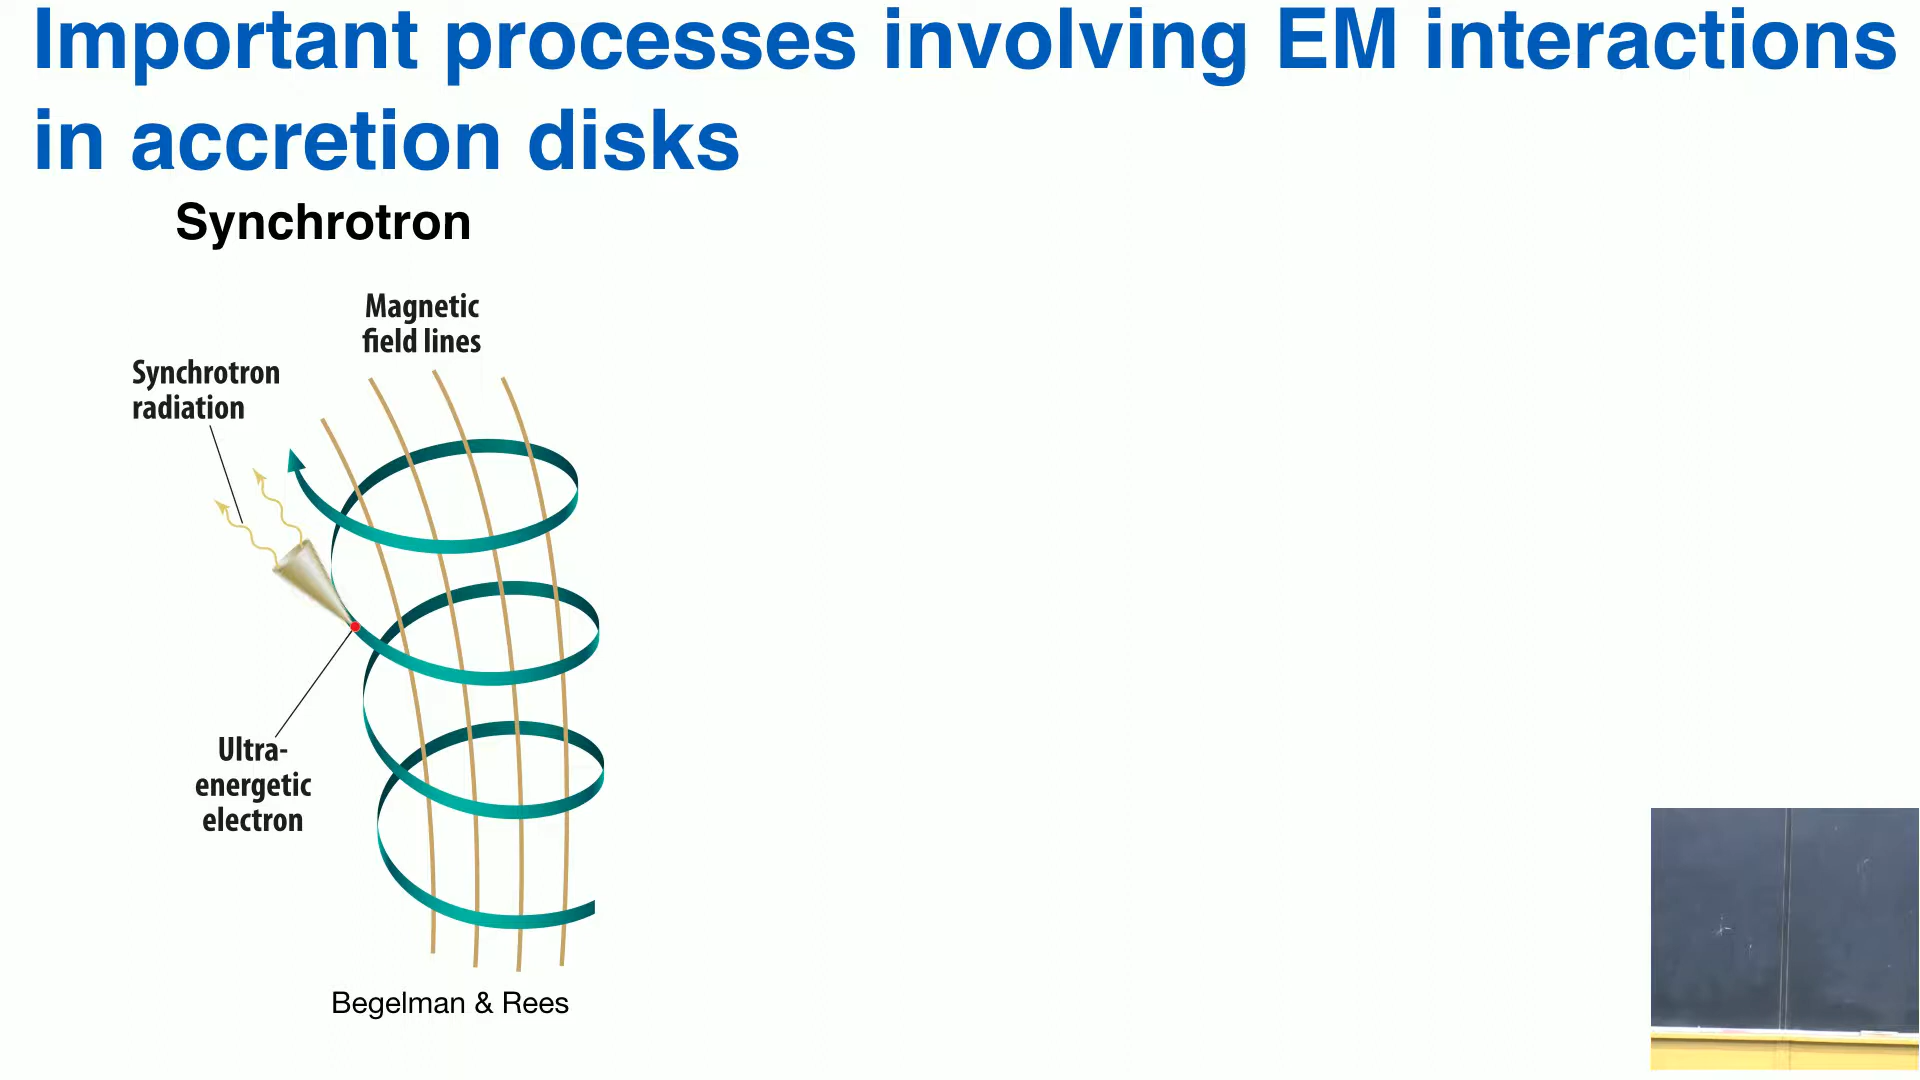 Important processes involving EM interactions
in accretion disks
Synchrotron
Magnetic
field lines
Synchrotron
radiation
Ultra-
energetic
electron
Begelman & Rees